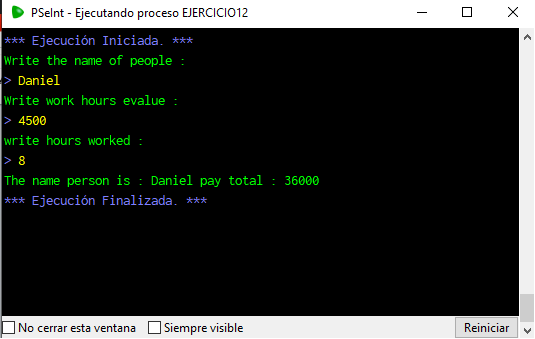 PSeInt - Ejecutando proceso EJERCICIO12
*** Ejecución Iniciada. ***
Write the name of people :
> Daniel
Write work hours evalue :
> 4500
write hours worked :
> 8
The name person is : Daniel pay total : 36000
*** Ejecución Finalizada. ***
No cerrar esta ventana Siempre visible Reiniciar